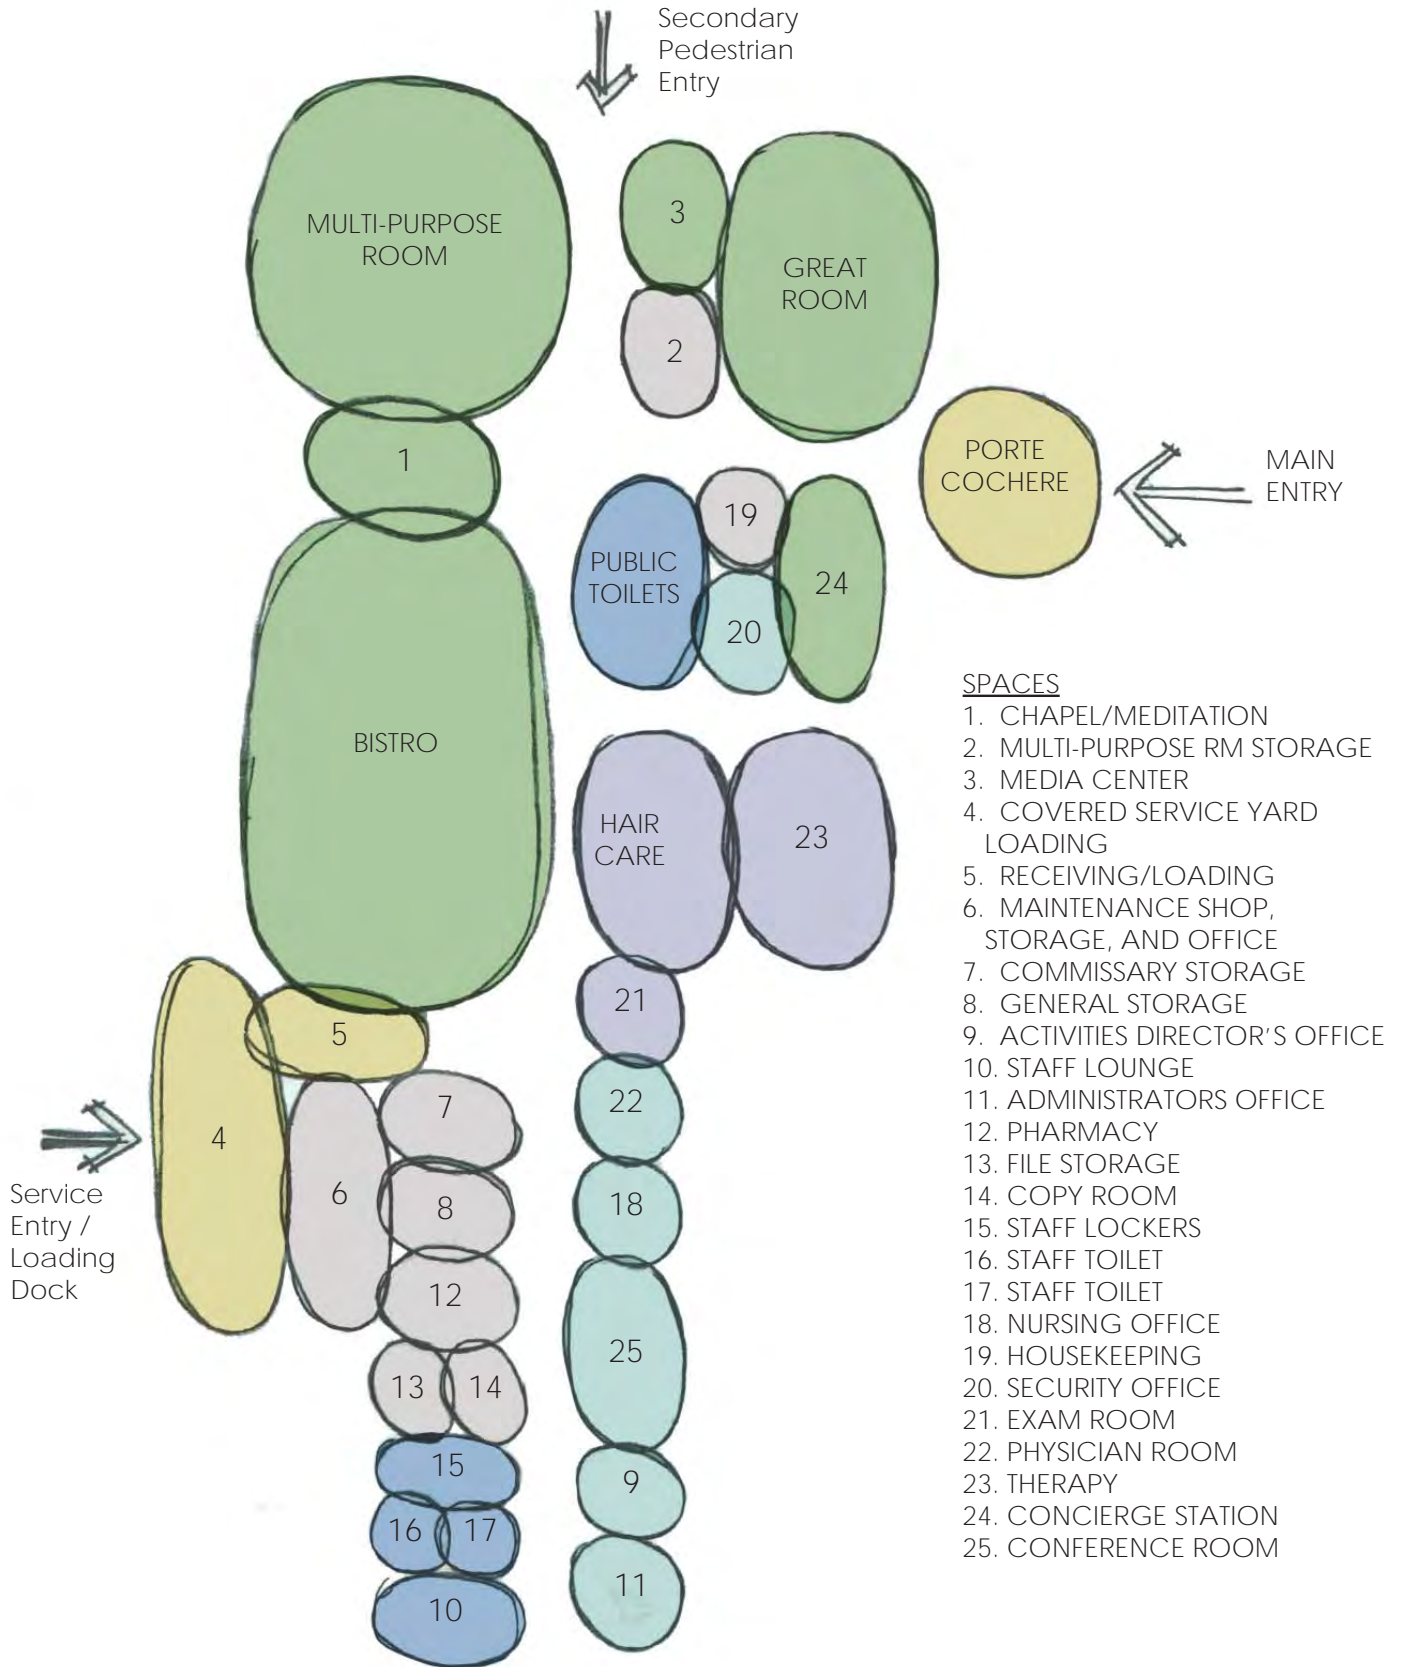 Secondary
Pedestrian
Entry
MULTI-PURPOSE
ROOM
3
GREAT
ROOM
2
1
PORTE
COCHERE
MAIN
ENTRY
19
PUBLIC
TOILETS
24
20
BISTRO
HAIR
CARE
23
21
5
22
7
4
6
8
18
Service
Entry /
Loading
Dock
12
25
13
14
15
9
16
17
10
11
SPACES
1. CHAPEL/MEDITATION
2. MULTI-PURPOSE RM STORAGE
3. MEDIA CENTER
4. COVERED SERVICE YARD
LOADING
5. RECEIVING/LOADING
6. MAINTENANCE SHOP,
STORAGE, AND OFFICE
7. COMMISSARY STORAGE
8. GENERAL STORAGE
9. ACTIVITIES DIRECTOR'S OFFICE
10. STAFF LOUNGE
11. ADMINISTRATORS OFFICE
12. PHARMACY
13. FILE STORAGE
14. COPY ROOM
15. STAFF LOCKERS
16. STAFF TOILET
17. STAFF TOILET
18. NURSING OFFICE
19. HOUSEKEEPING
20. SECURITY OFFICE
21. EXAM ROOM
22. PHYSICIAN ROOM
23. THERAPY
24. CONCIERGE STATION
25. CONFERENCE ROOM